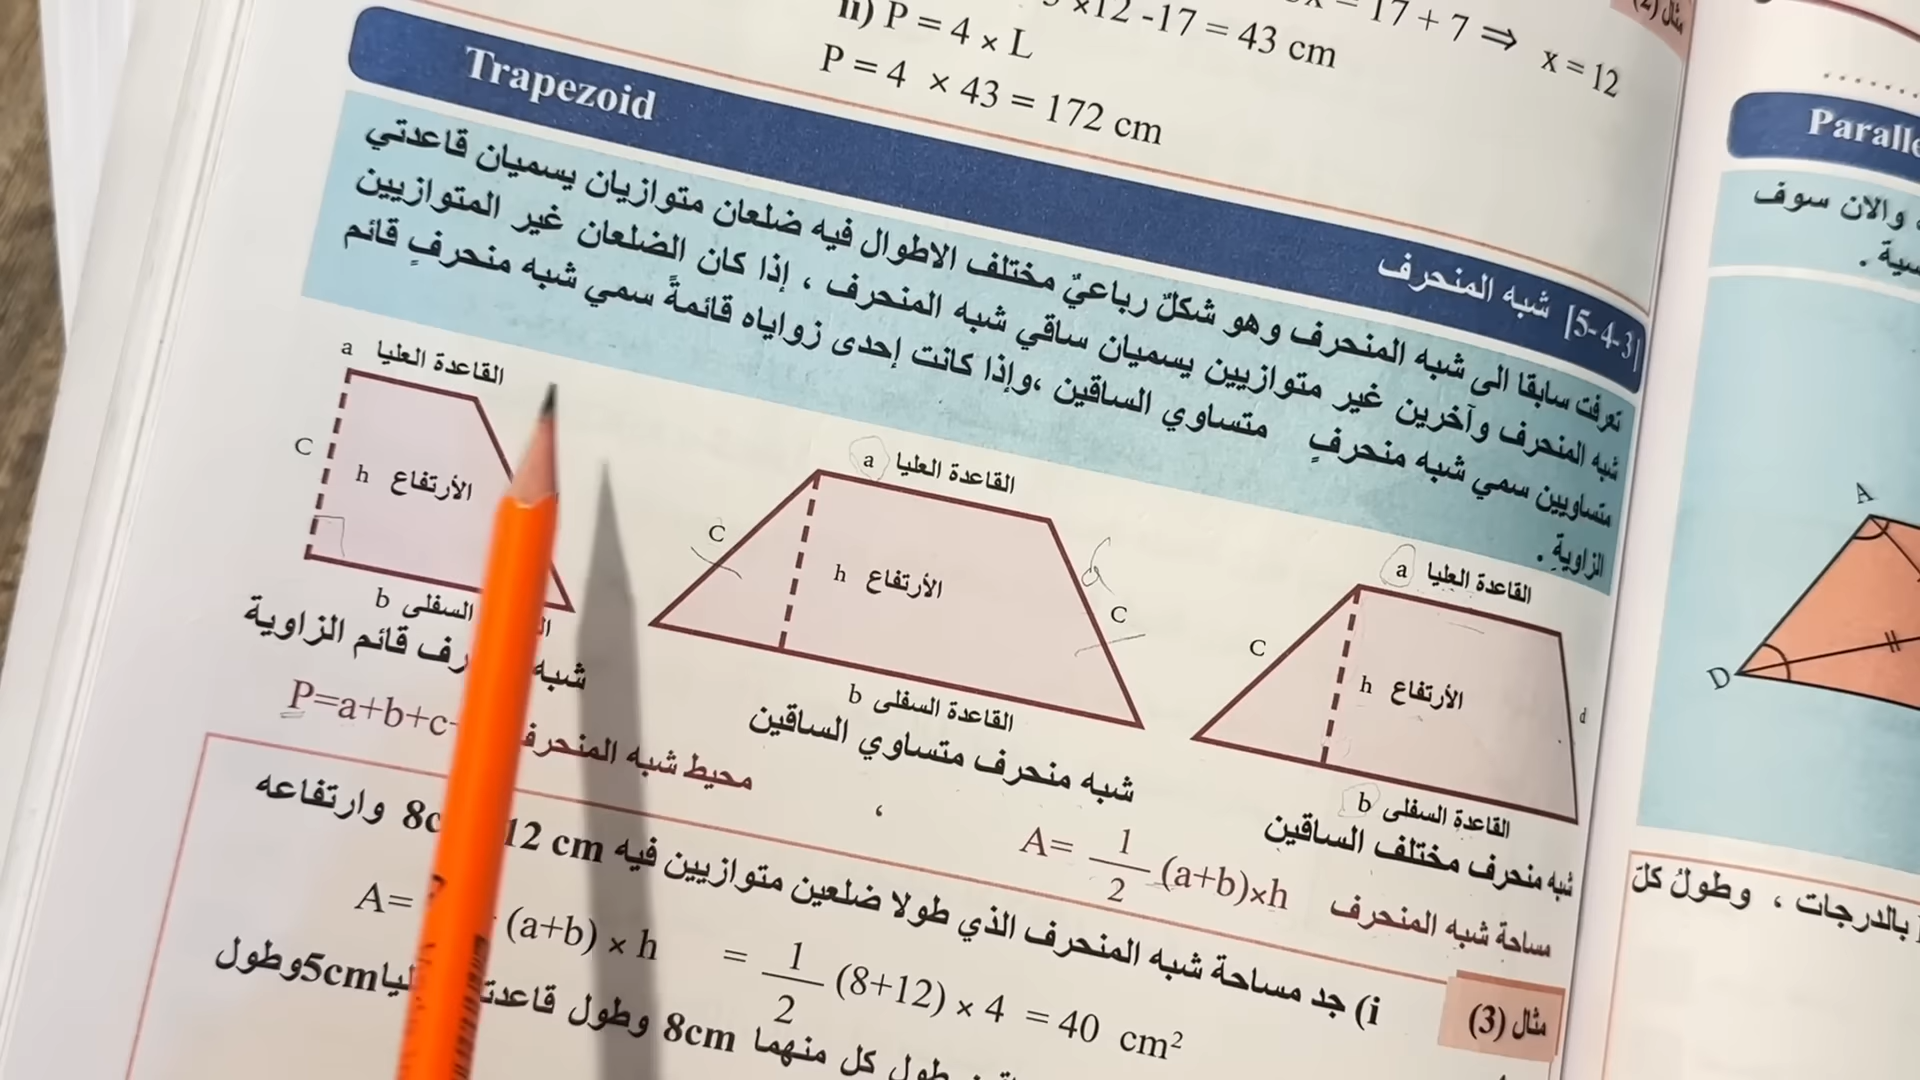 x = 17 + 7 ⇒ x = 12
×12 -17 = 43 cm
مثال (2)
ii) P = 4 × L
P = 4 × 43 = 172 cm
[5-4-3] شبه المنحرف Trapezoid
تعرفت سابقا الى شبه المنحرف وهو شكلٌ رباعيٌ مختلف الاطوال فيه ضلعان متوازيان يسميان قاعدتي
شبه المنحرف وآخرين غير متوازيين يسميان ساقي شبه المنحرف ، إذا كان الضلعان غير المتوازيين
متساويين سمي شبه منحرفٍ متساوي الساقين ،وإذا كانت إحدى زواياه قائمةً سمي شبه منحرفٍ قائم
الزاوية .
القاعدة العليا a
C
h الأرتفاع
القاعدة السفلى b
d
شبه منحرف مختلف الساقين
القاعدة العليا a
C
h الأرتفاع
C
القاعدة السفلى b
شبه منحرف متساوي الساقين
القاعدة العليا a
C
h الأرتفاع
السفلى b
شبه
قائم الزاوية
مساحة شبه المنحرف A= 1/2 (a+b)×h ، محيط شبه المنحرف P=a+b+c
مثال (3)
i) جد مساحة شبه المنحرف الذي طولا ضلعين متوازيين فيه 12 cm وارتفاعه
A= (a+b) × h = 1/2 (8+12) × 4 = 40 cm²
طول كل منهما 8cm وطول 5cm وطول
Paralle
والان سوف
A
D
بالدرجات ، وطولُ كلّ